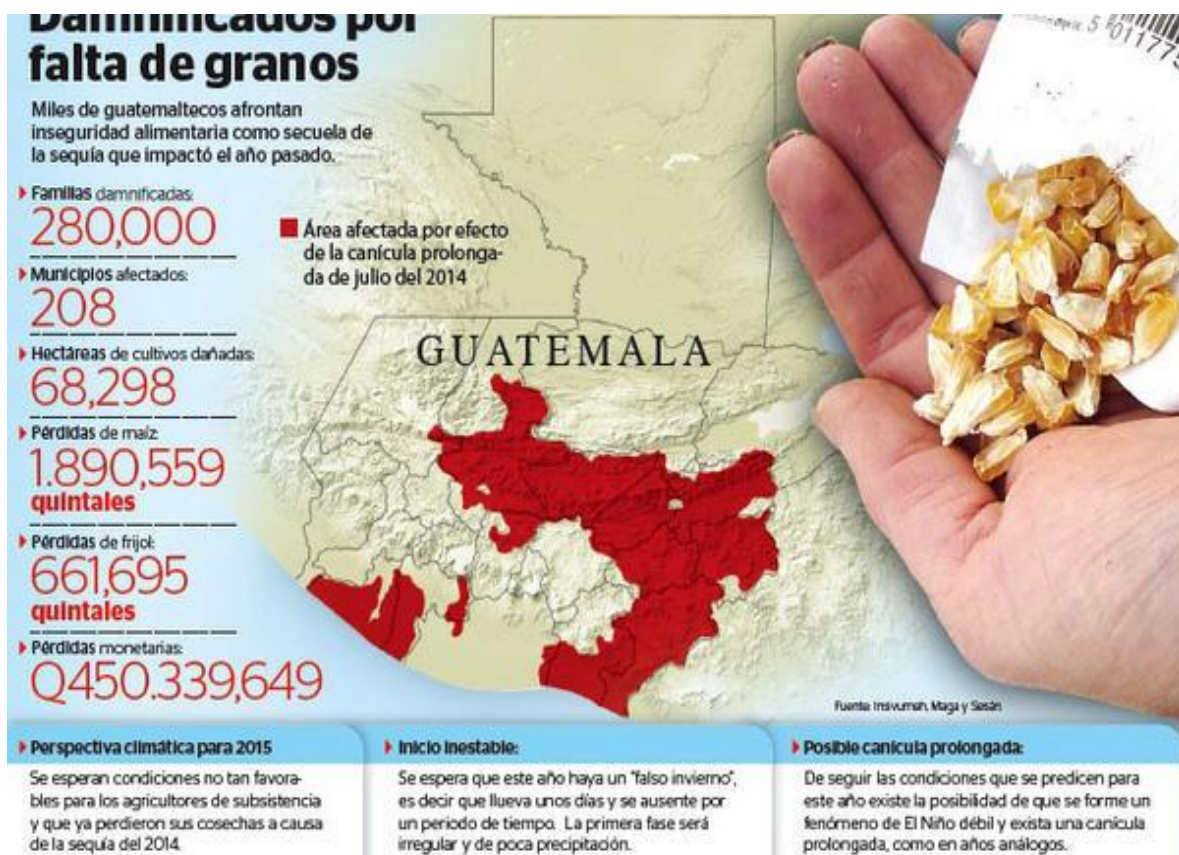 Damnificados por
falta de granos
Miles de guatemaltecos afrontan
inseguridad alimentaria como secuela de
la sequía que impactó el año pasado.
Familias damnificadas:
280,000
Municipios afectados:
208
Hectáreas de cultivos dañadas:
68,298
Pérdidas de maíz:
1.890,559
quintales
Pérdidas de frijol:
661,695
quintales
Pérdidas monetarias:
Q450.339,649
Área afectada por efecto
de la canícula prolonga-
da de julio del 2014
GUATEMALA
5 011775
Fuente: Insivumeh, Maga y Sesán
Perspectiva climática para 2015
Se esperan condiciones no tan favora-
bles para los agricultores de subsistencia
y que ya perdieron sus cosechas a causa
de la sequía del 2014.
Inicio inestable:
Se espera que este año haya un "falso invierno",
es decir que llueva unos días y se ausente por
un periodo de tiempo. La primera fase será
irregular y de poca precipitación.
Posible canícula prolongada:
De seguir las condiciones que se predicen para
este año existe la posibilidad de que se forme un
fenómeno de El Niño débil y exista una canícula
prolongada, como en años análogos.